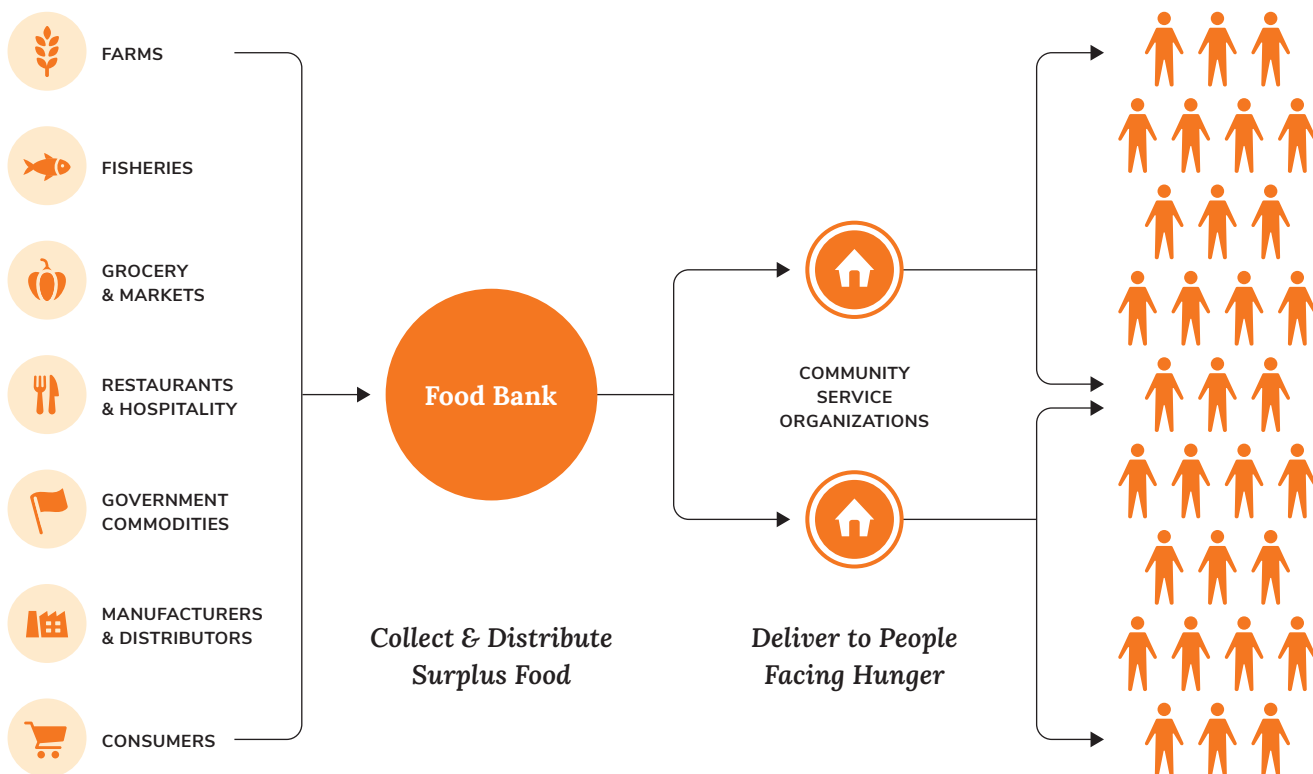 FARMS
FISHERIES
GROCERY
& MARKETS
RESTAURANTS
& HOSPITALITY
GOVERNMENT
COMMODITIES
MANUFACTURERS
& DISTRIBUTORS
CONSUMERS
Food Bank
Collect & Distribute
Surplus Food
COMMUNITY
SERVICE
ORGANIZATIONS
Deliver to People
Facing Hunger